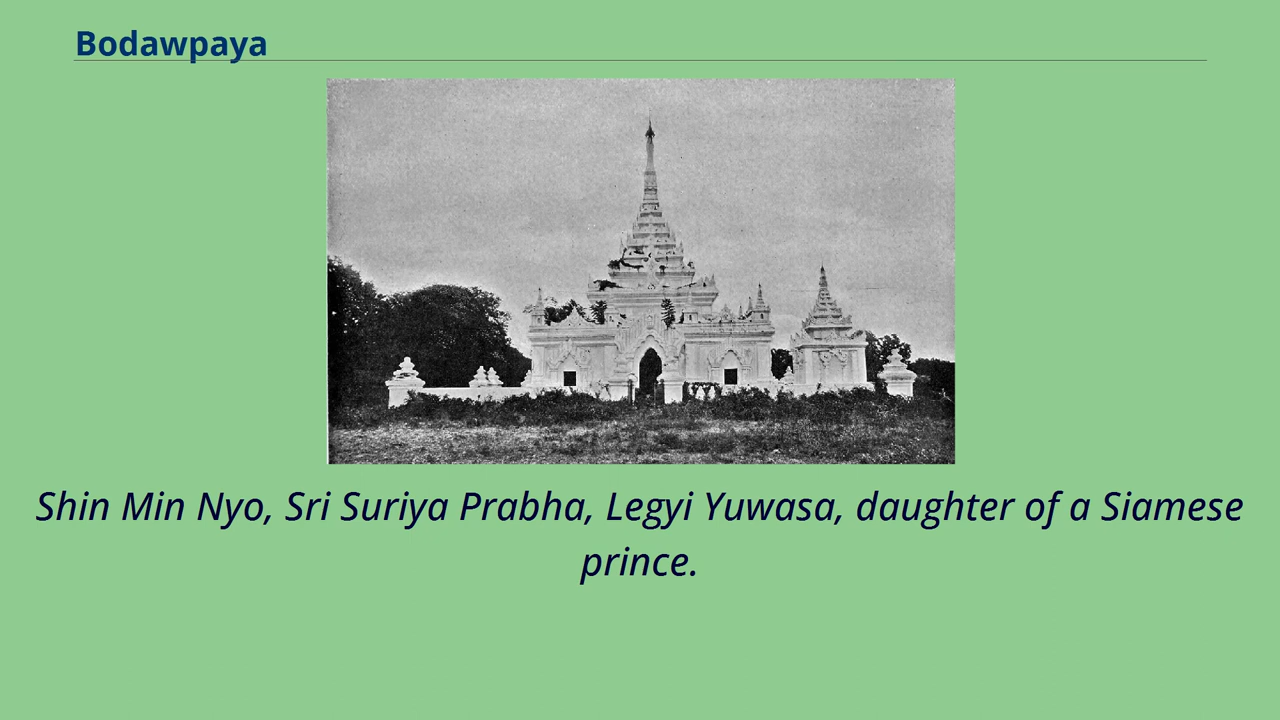 Bodawpaya
Shin Min Nyo, Sri Suriya Prabha, Legyi Yuwasa, daughter of a Siamese
prince.